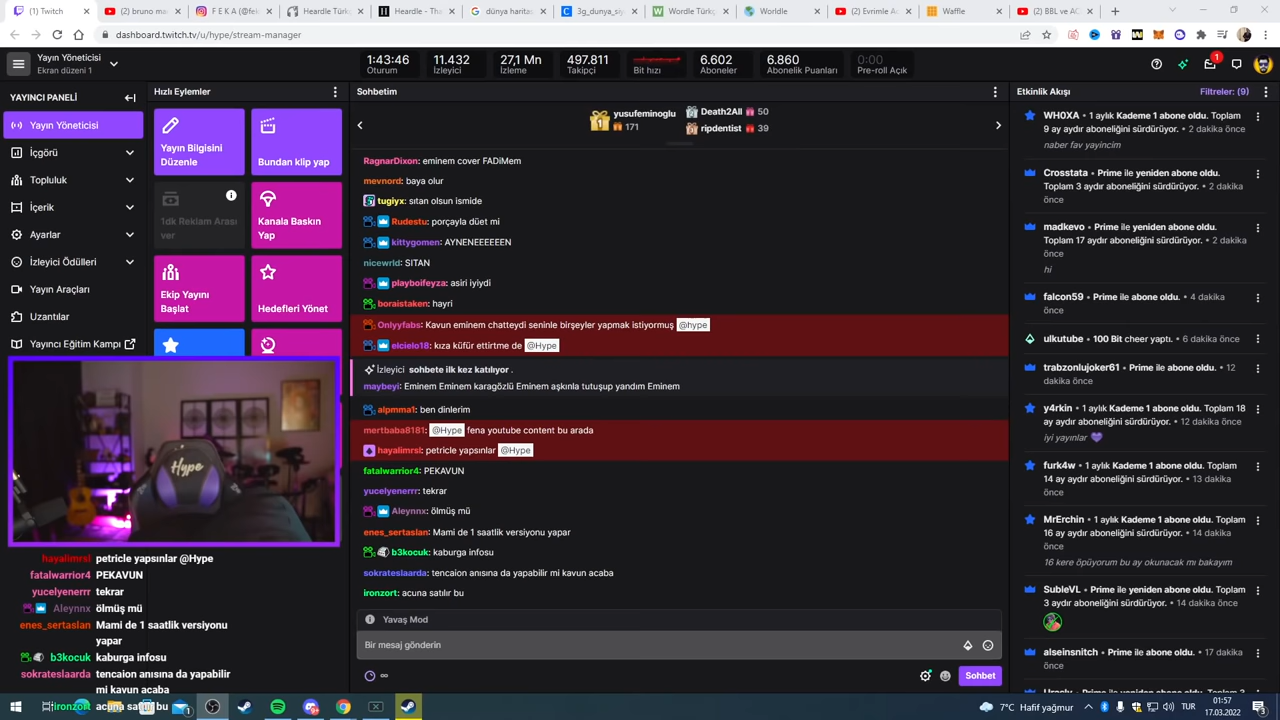 Twitch
(2) bruno ma
F E K A (@fek
Heardle Türk
Heardle - The
dünya harita
3g_dunya_siy
Wordle Türkç
Worldle
(2) Evrimle A
Waffle
(2) BBL ve AC
dashboard.twitch.tv/u/hype/stream-manager
Yayın Yöneticisi
Ekran düzeni 1
1:43:46
Oturum
11.432
İzleyici
27,1 Mn
İzleme
497.811
Takipçi
Bit hızı
6.602
Aboneler
6.860
Abonelik Puanları
0:00
Pre-roll Açık
1
YAYINCI PANELİ
Yayın Yöneticisi
İçgörü
Topluluk
İçerik
Ayarlar
İzleyici Ödülleri
Yayın Araçları
Uzantılar
Yayıncı Eğitim Kampı
Hızlı Eylemler
Yayın Bilgisini
Düzenle
Bundan klip yap
1dk Reklam Arası
ver
Kanala Baskın
Yap
Ekip Yayını
Başlat
Hedefleri Yönet
Hype
hayalimrsl petricle yapsınlar @Hype
fatalwarrior4 PEKAVUN
yucelyenerrr tekrar
Aleynnx ölmüş mü
enes_sertaslan Mami de 1 saatlik versiyonu
yapar
b3kocuk kaburga infosu
sokrateslaarda tencaion anısına da yapabilir
mi kavun acaba
ironzort acuna satılır bu
Sohbetim
yusufeminoglu
171
Death2All 50
ripdentist 39
RagnarDixon: eminem cover FADiMem
mevnord: baya olur
tugiyx: sıtan olsun ismide
Rudestu: porçayla düet mi
kittygomen: AYNENEEEEEEN
nicewrld: SITAN
playboifeyza: asiri iyiydi
boraistaken: hayri
Onlyyfabs: Kavun eminem chatteydi seninle birşeyler yapmak istiyormuş @hype
elcielo18: kıza küfür ettirtme de @Hype
İzleyici sohbete ilk kez katılıyor .
maybeyi: Eminem Eminem karagözlü Eminem aşkınla tutuşup yandım Eminem
alpmma1: ben dinlerim
mertbaba8181: @Hype fena youtube content bu arada
hayalimrsl: petricle yapsınlar @Hype
fatalwarrior4: PEKAVUN
yucelyenerrr: tekrar
Aleynnx: ölmüş mü
enes_sertaslan: Mami de 1 saatlik versiyonu yapar
b3kocuk: kaburga infosu
sokrateslaarda: tencaion anısına da yapabilir mi kavun acaba
ironzort: acuna satılır bu
Yavaş Mod
Bir mesaj gönderin
Sohbet
Etkinlik Akışı
Filtreler: (9)
WH0XA • 1 aylık Kademe 1 abone oldu. Toplam
9 ay aydır aboneliğini sürdürüyor. • 2 dakika önce
naber fav yayincim
Crosstata • Prime ile yeniden abone oldu.
Toplam 3 aydır aboneliğini sürdürüyor. • 2 dakika
önce
madkevo • Prime ile yeniden abone oldu.
Toplam 17 aydır aboneliğini sürdürüyor. • 2 dakika
önce
hi
falcon59 • Prime ile abone oldu. • 4 dakika
önce
ulkutube • 100 Bit cheer yaptı. • 6 dakika önce
trabzonlujoker61 • Prime ile abone oldu. • 12
dakika önce
y4rkin • 1 aylık Kademe 1 abone oldu. Toplam 18
ay aydır aboneliğini sürdürüyor. • 12 dakika önce
iyi yayınlar
furk4w • 1 aylık Kademe 1 abone oldu. Toplam
14 ay aydır aboneliğini sürdürüyor. • 13 dakika
önce
MrErchin • 1 aylık Kademe 1 abone oldu. Toplam
16 ay aydır aboneliğini sürdürüyor. • 14 dakika
önce
16 kere öpüyorum bu ay okunacak mı bakayım
SubleVL • Prime ile yeniden abone oldu. Toplam
3 aydır aboneliğini sürdürüyor. • 14 dakika önce
alseinsnitch • Prime ile abone oldu. • 17 dakika
önce
7°C Hafif yağmur
TUR
01:57
17.03.2022
3